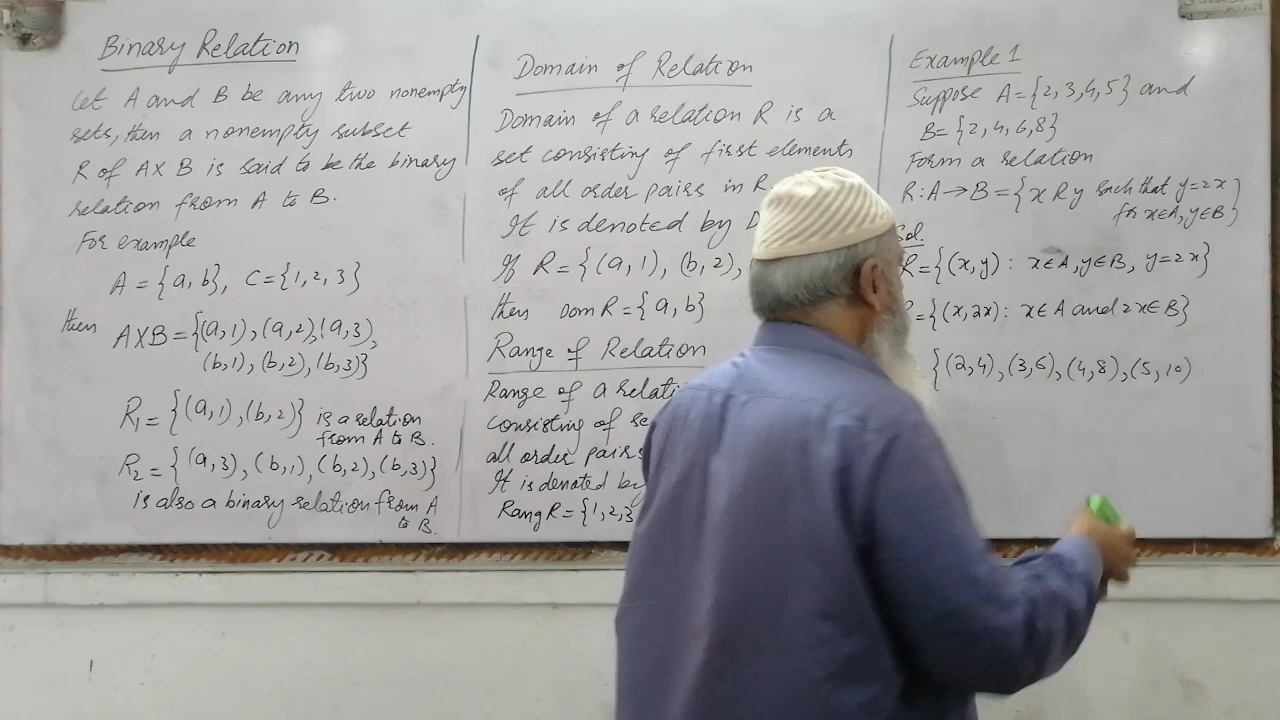 Binary Relation
Let A and B be any two nonempty
sets, then a nonempty subset
R of A X B is said to be the binary
relation from A to B.
For example
A = {a, b}, C = {1, 2, 3}
then A X B = {(a, 1), (a, 2), (a, 3),
(b, 1), (b, 2), (b, 3)}
R₁ = {(a, 1), (b, 2)} is a relation
from A to B.
R₂ = {(a, 3), (b, 1), (b, 2), (b, 3)}
is also a binary relation from A
to B.
Domain of Relation
Domain of a relation R is a
set consisting of first elements
of all order pairs in R
It is denoted by D
If R = {(a, 1), (b, 2),
then Dom R = {a, b}
Range of Relation
Range of a relati
consisting of se
all order pairs
It is denoted by
Rang R = {1, 2, 3
Example 1
Suppose A = {2, 3, 4, 5} and
B = {2, 4, 6, 8}
Form a relation
R : A → B = {x R y such that y = 2x
for x ∈ A, y ∈ B}
Sol.
R = {(x, y) : x ∈ A, y ∈ B, y = 2x}
= {(x, 2x) : x ∈ A and 2x ∈ B}
{(2, 4), (3, 6), (4, 8), (5, 10)